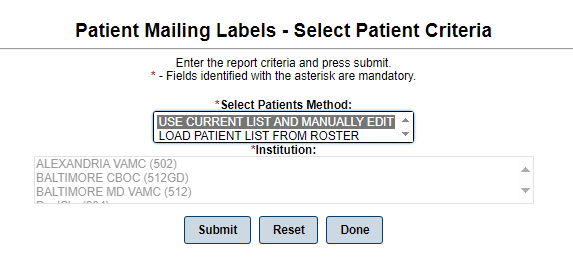 Patient Mailing Labels - Select Patient Criteria
Enter the report criteria and press submit.
* - Fields identified with the asterisk are mandatory.
*Select Patients Method:
USE CURRENT LIST AND MANUALLY EDIT
LOAD PATIENT LIST FROM ROSTER
*Institution:
ALEXANDRIA VAMC (502)
BALTIMORE CBOC (512GD)
BALTIMORE MD VAMC (512)
Submit Reset Done